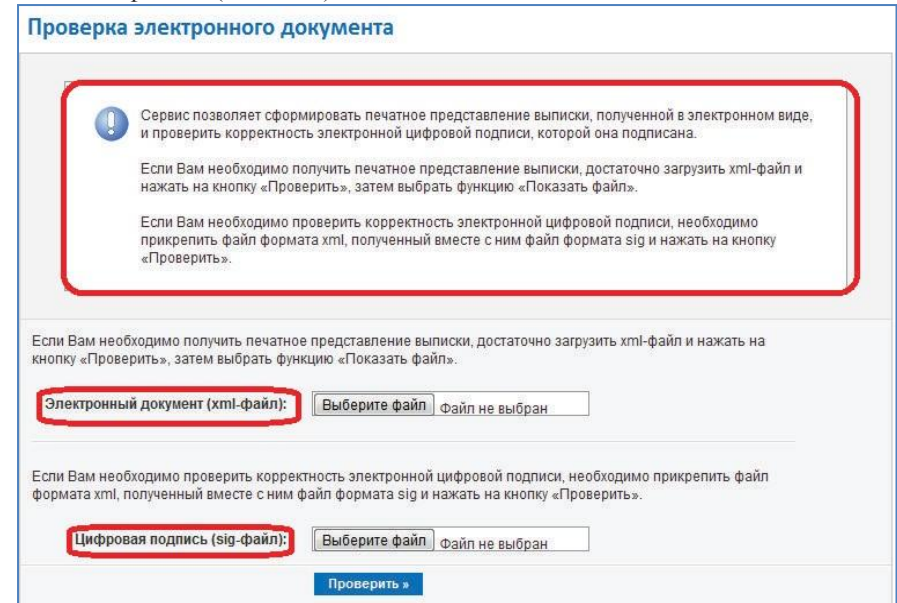 Проверка электронного документа
Сервис позволяет сформировать печатное представление выписки, полученной в электронном виде,
и проверить корректность электронной цифровой подписи, которой она подписана.
Если Вам необходимо получить печатное представление выписки, достаточно загрузить xml-файл и
нажать на кнопку «Проверить», затем выбрать функцию «Показать файл».
Если Вам необходимо проверить корректность электронной цифровой подписи, необходимо
прикрепить файл формата xml, полученный вместе с ним файл формата sig и нажать на кнопку
«Проверить».
Если Вам необходимо получить печатное представление выписки, достаточно загрузить xml-файл и нажать на
кнопку «Проверить», затем выбрать функцию «Показать файл».
Электронный документ (xml-файл): Выберите файл Файл не выбран
Если Вам необходимо проверить корректность электронной цифровой подписи, необходимо прикрепить файл
формата xml, полученный вместе с ним файл формата sig и нажать на кнопку «Проверить».
Цифровая подпись (sig-файл): Выберите файл Файл не выбран
Проверить »